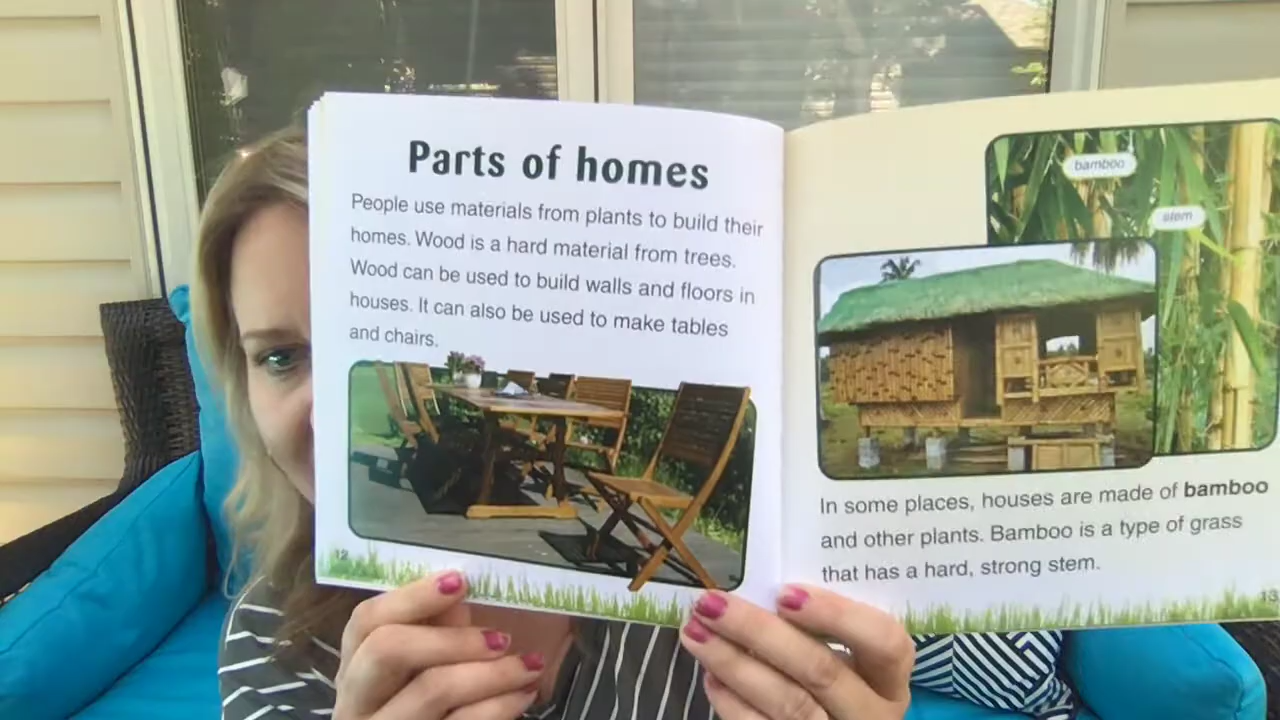 Parts of homes
People use materials from plants to build their
homes. Wood is a hard material from trees.
Wood can be used to build walls and floors in
houses. It can also be used to make tables
and chairs.
12
bamboo
stem
In some places, houses are made of bamboo
and other plants. Bamboo is a type of grass
that has a hard, strong stem.
13